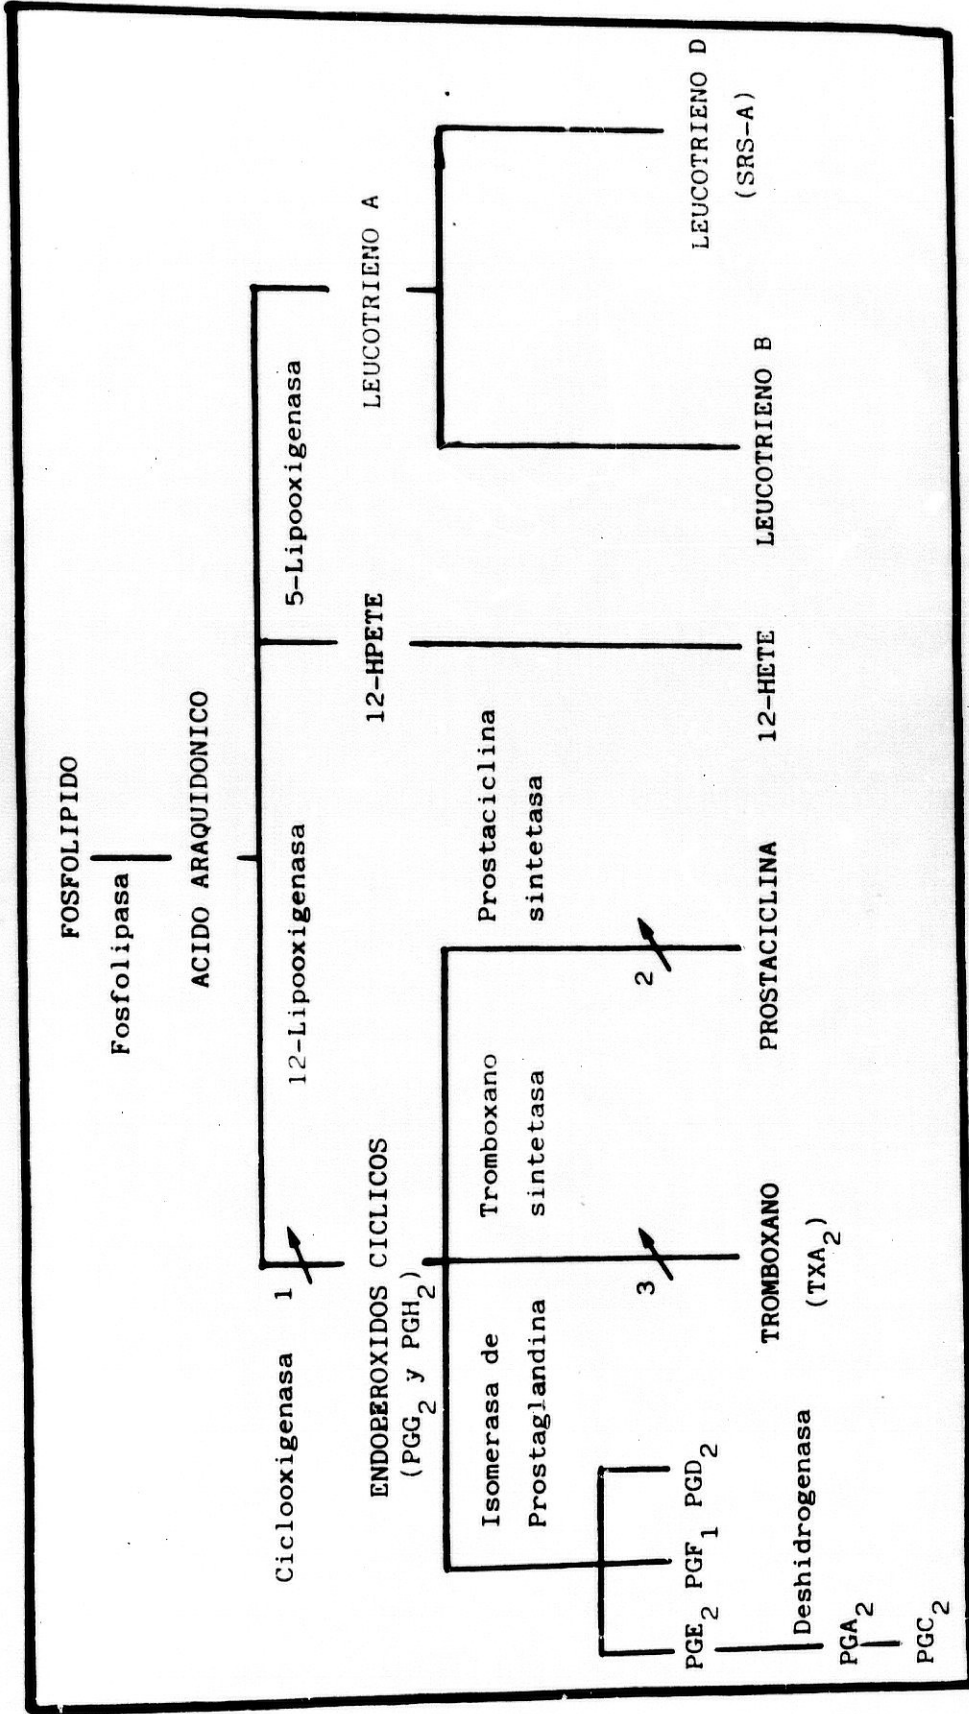 FOSFOLIPIDO
Fosfolipasa
ACIDO ARAQUIDONICO
Ciclooxigenasa 1
12-Lipooxigenasa
5-Lipooxigenasa
ENDOPEROXIDOS CICLICOS
(PGG2 y PGH2)
12-HPETE
LEUCOTRIENO A
Isomerasa de
Prostaglandina
Tromboxano
sintetasa
Prostaciclina
sintetasa
3
2
PGE2 PGF1 PGD2
LEUCOTRIENO D
(SRS-A)
Deshidrogenasa
TROMBOXANO
(TXA2)
PROSTACICLINA
12-HETE
LEUCOTRIENO B
PGA2
PGC2